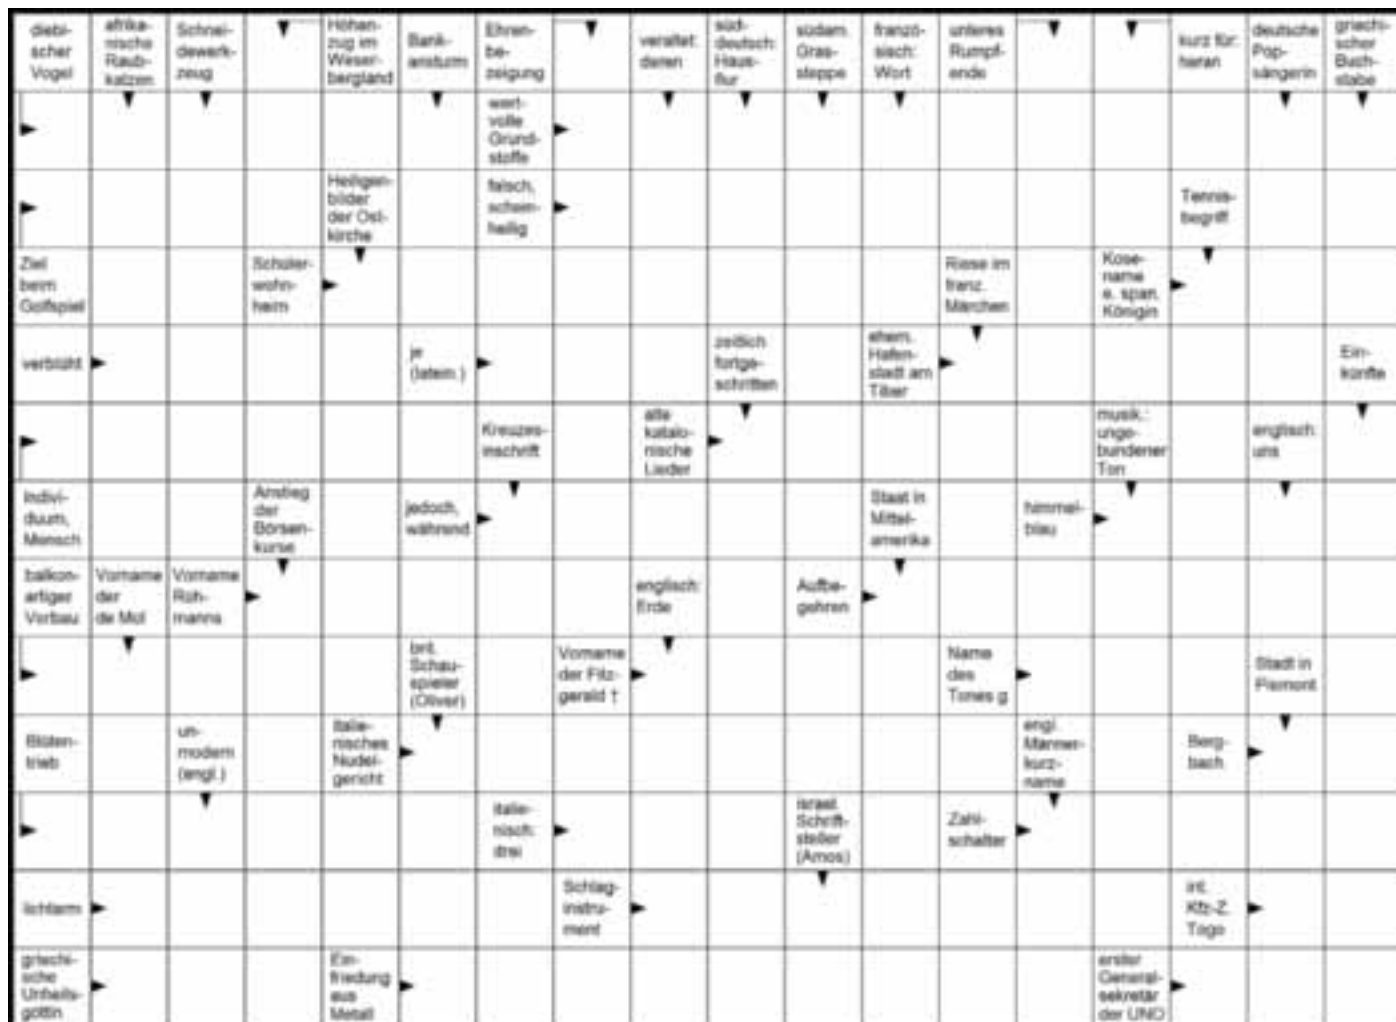 diebi-
scher
Vogel
afrika-
nische
Raub-
katzen
Schnei-
dewerk-
zeug
Höhen-
zug im
Weser-
bergland
Bank-
ansturm
Ehren-
be-
zeigung
veraltet:
deren
süd-
deutsch:
Haus-
flur
südam.
Gras-
steppe
franzö-
sisch:
Wort
unteres
Rumpf-
ende
kurz für:
heran
deutsche
Pop-
sängerin
griechi-
scher
Buch-
stabe
wert-
volle
Grund-
stoffe
Heiligen-
bilder
der Ost-
kirche
falsch,
schein-
heilig
Tennis-
begriff
Ziel
beim
Golfspiel
Schüler-
wohn-
heim
Riese im
franz.
Märchen
Kose-
name
e. span.
Königin
verblüht
je
(latein.)
zeitlich
fortge-
schritten
ehem.
Hafen-
stadt am
Tiber
Ein-
künfte
Kreuzes-
inschrift
alte
katalo-
nische
Lieder
musik.:
unge-
bundener
Ton
englisch:
uns
Indivi-
duum,
Mensch
Anstieg
der
Börsen-
kurse
jedoch,
während
Staat in
Mittel-
amerika
himmel-
blau
balkon-
artiger
Vorbau
Vorname
der
de Mol
Vorname
Rüh-
manns
englisch:
Erde
Aufbe-
gehren
brit.
Schau-
spieler
(Oliver)
Vorname
der Fitz-
gerald †
Name
des
Tones g
Stadt in
Piemont
Blüten-
trieb
un-
modern
(engl.)
italie-
nisches
Nudel-
gericht
engl.
Männer-
kurz-
name
Berg-
bach
italie-
nisch:
drei
israel.
Schrift-
steller
(Amos)
Zahl-
schalter
lichtarm
Schlag-
instru-
ment
int.
Kfz-Z.
Togo
griechi-
sche
Unheils-
göttin
Ein-
friedung
aus
Metall
erster
General-
sekretär
der UNO